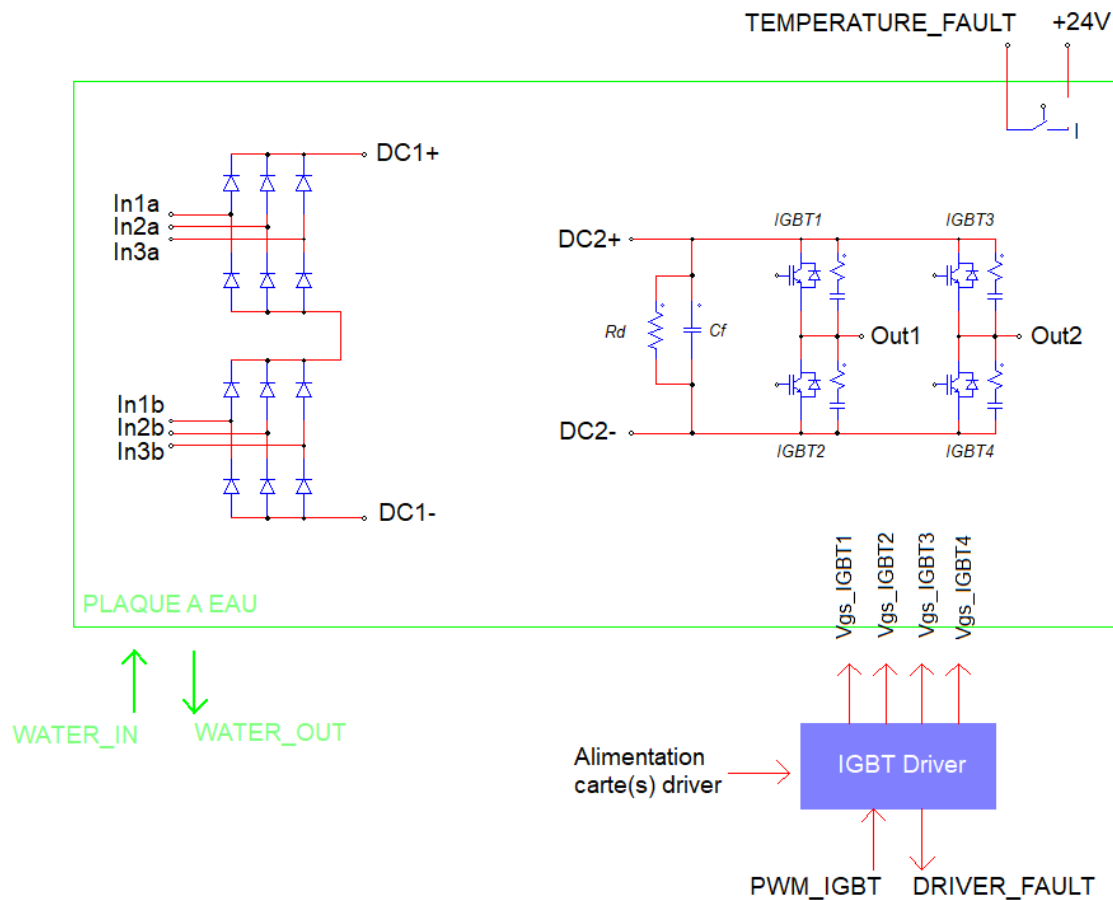 TEMPERATURE_FAULT +24V
DC1+
In1a
In2a
In3a
IGBT1 IGBT3
DC2+
Rd Cf Out1 Out2
In1b
In2b
In3b
DC2-
IGBT2 IGBT4
DC1-
Vgs_IGBT1
Vgs_IGBT2
Vgs_IGBT3
Vgs_IGBT4
PLAQUE A EAU
WATER_IN WATER_OUT
Alimentation
carte(s) driver
IGBT Driver
PWM_IGBT DRIVER_FAULT